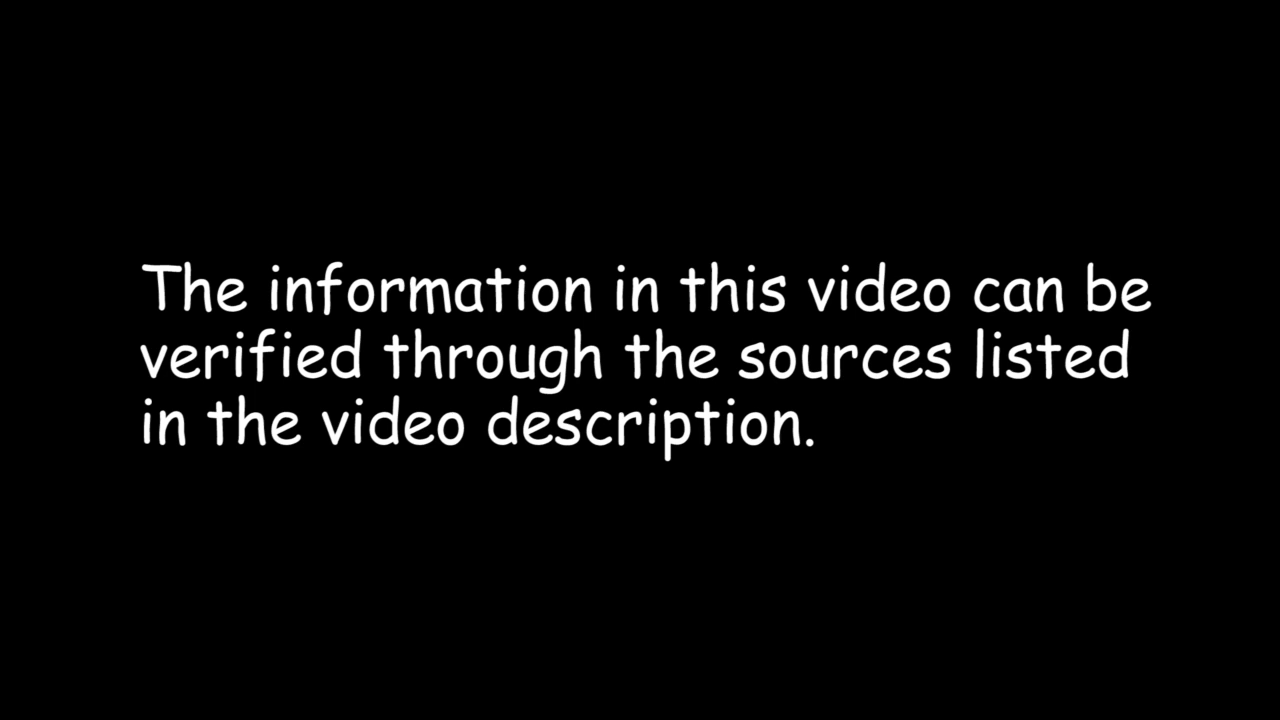 The information in this video can be
verified through the sources listed
in the video description.